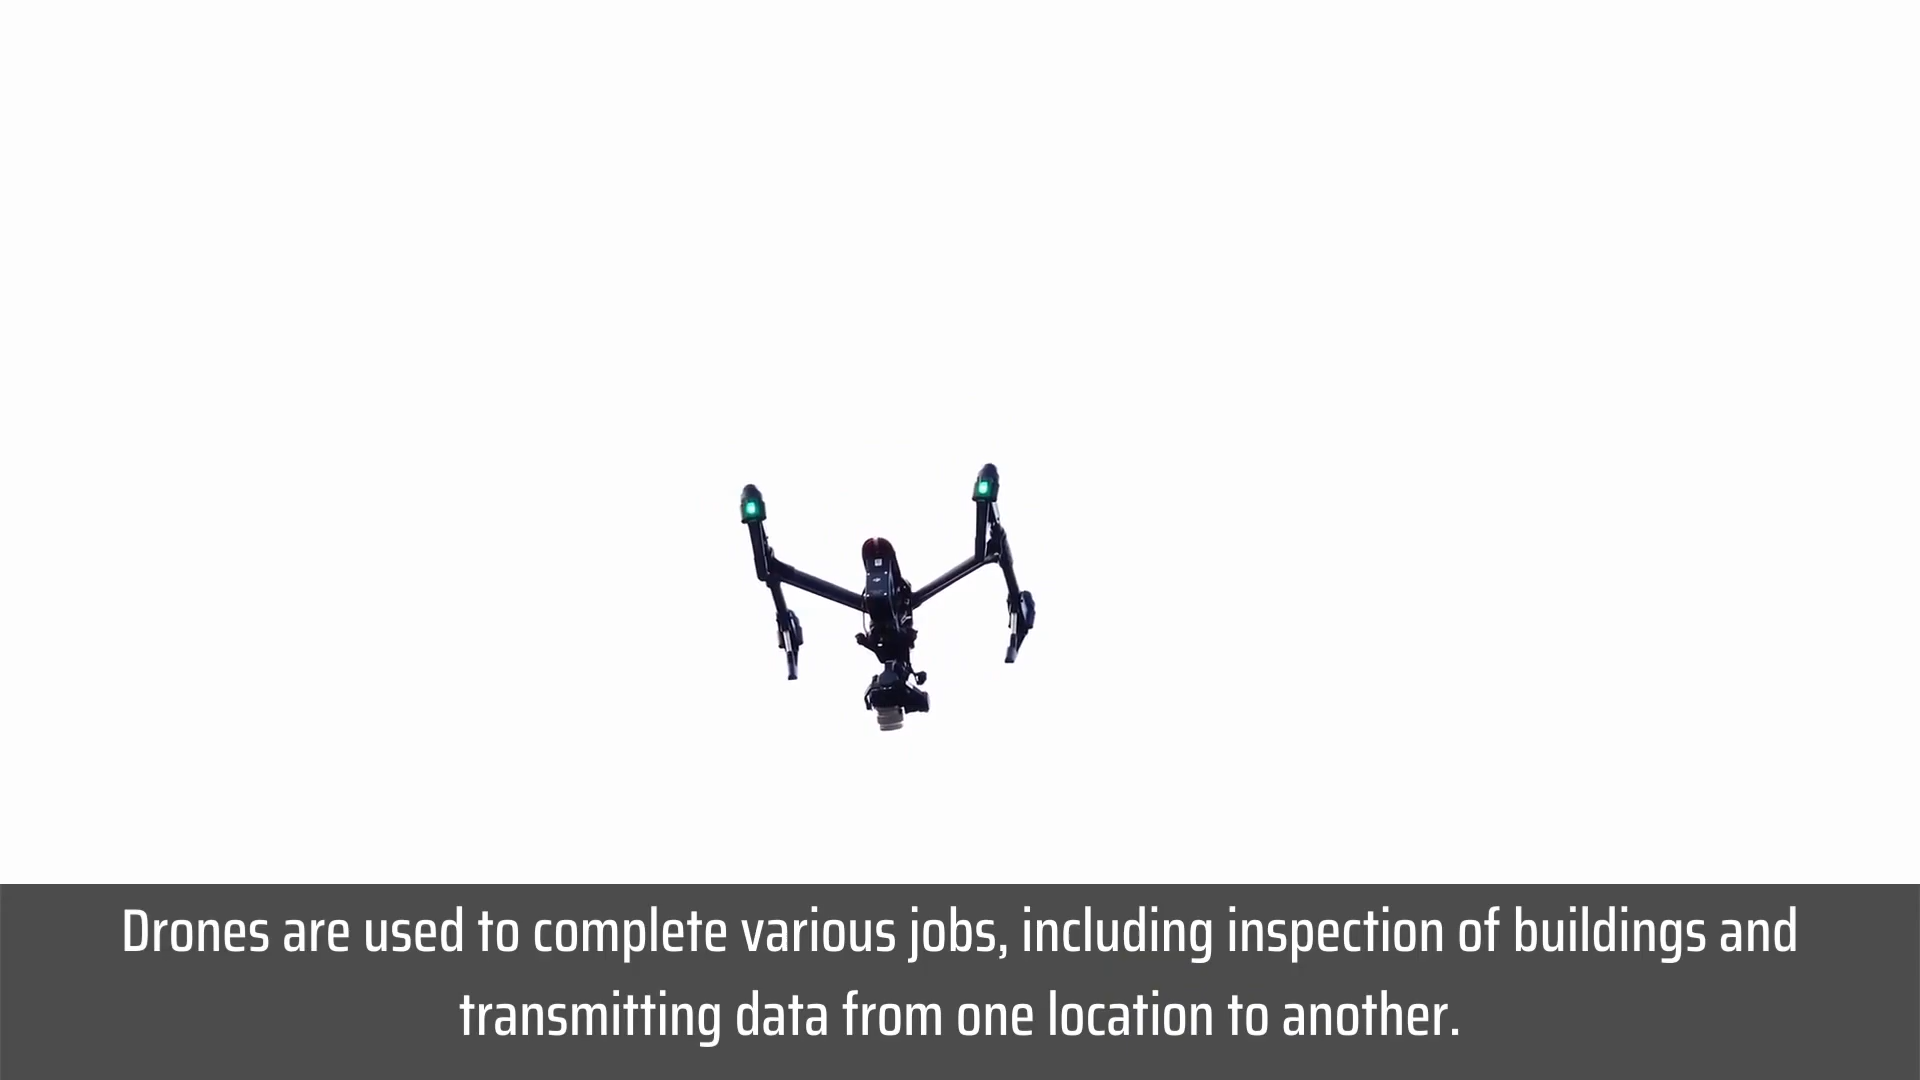 Drones are used to complete various jobs, including inspection of buildings and
transmitting data from one location to another.